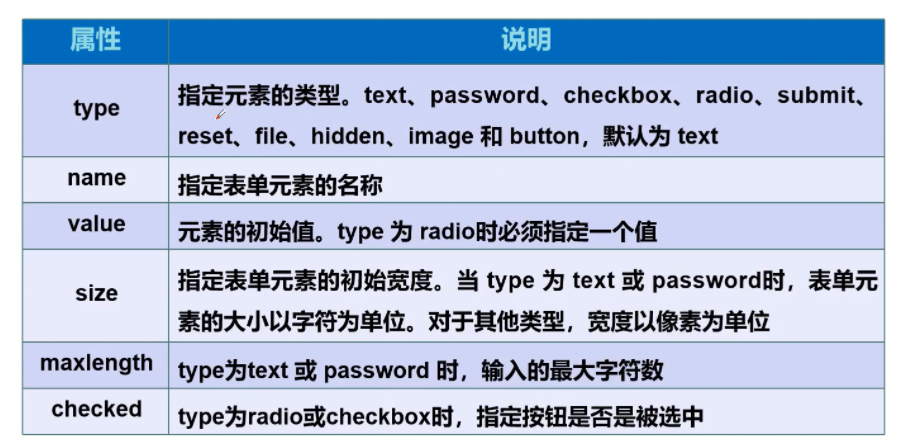 属性
说明
type
指定元素的类型。text、password、checkbox、radio、submit、
reset、file、hidden、image 和 button，默认为 text
name
指定表单元素的名称
value
元素的初始值。type 为 radio时必须指定一个值
size
指定表单元素的初始宽度。当 type 为 text 或 password时，表单元
素的大小以字符为单位。对于其他类型，宽度以像素为单位
maxlength
type为text 或 password 时，输入的最大字符数
checked
type为radio或checkbox时，指定按钮是否是被选中